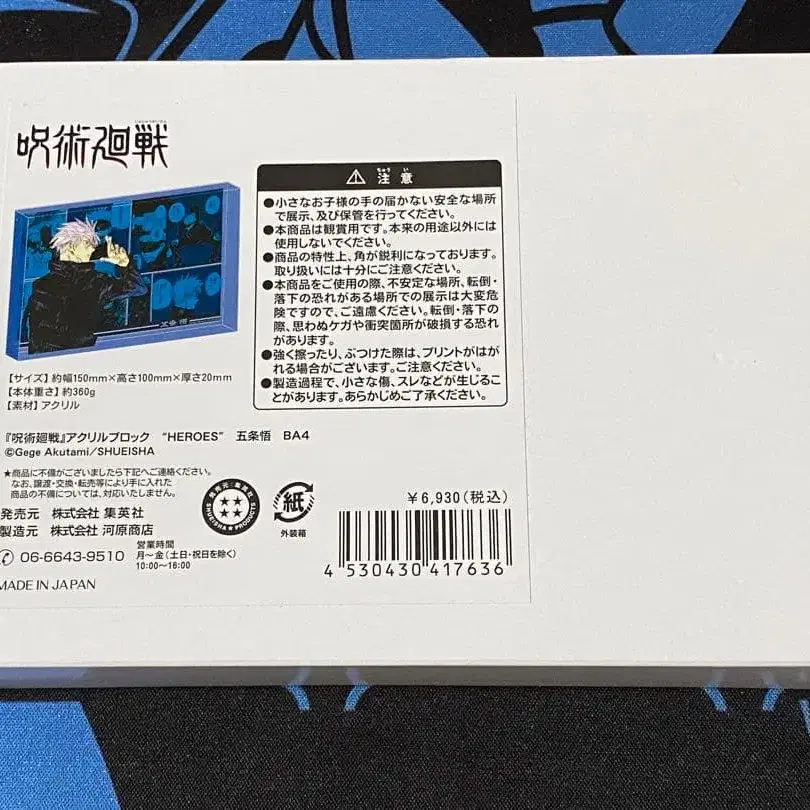 呪術廻戦
注意
●小さなお子様の手の届かない安全な場所
で展示、及び保管を行ってください。
●本商品は観賞用です。本来の用途以外には
使用しないでください。
●商品の特性上、角が鋭利になっております。
取り扱いには十分にご注意ください。
●本商品をご使用の際、不安定な場所、転倒・
落下の恐れがある場所での展示は大変危
険ですので、ご遠慮ください。転倒・落下の
際、思わぬケガや衝突箇所が破損する恐れ
があります。
●強く擦ったり、ぶつけた際は、プリントがはが
れる場合がございます。ご注意ください。
●製造過程で、小さな傷、スレなどが生じるこ
とがあります。あらかじめご了承ください。
五条 悟
【サイズ】約幅150mm×高さ100mm×厚さ20mm
【本体重さ】約360g
【素材】アクリル
『呪術廻戦』アクリルブロック “HEROES” 五条悟 BA4
©Gege Akutami/SHUEISHA
★商品に不備がございましたら下記へご連絡ください。
なお、譲渡・交換・転売等により手に入れた
商品の不備については、対応いたしません。
発売元 株式会社 集英社
製造元 株式会社 河原商店
06-6643-9510
営業時間
月〜金(土日・祝日を除く)
10:00〜16:00
MADE IN JAPAN
発売元：集英社
SHUEISHA PRODUCTS
紙
外装箱
¥6,930(税込)
4 530430 417636